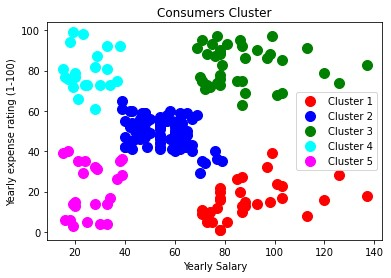 Consumers Cluster
Yearly expense rating (1-100)
100
80
60
40
20
0
Cluster 1
Cluster 2
Cluster 3
Cluster 4
Cluster 5
20
40
60
80
100
120
140
Yearly Salary